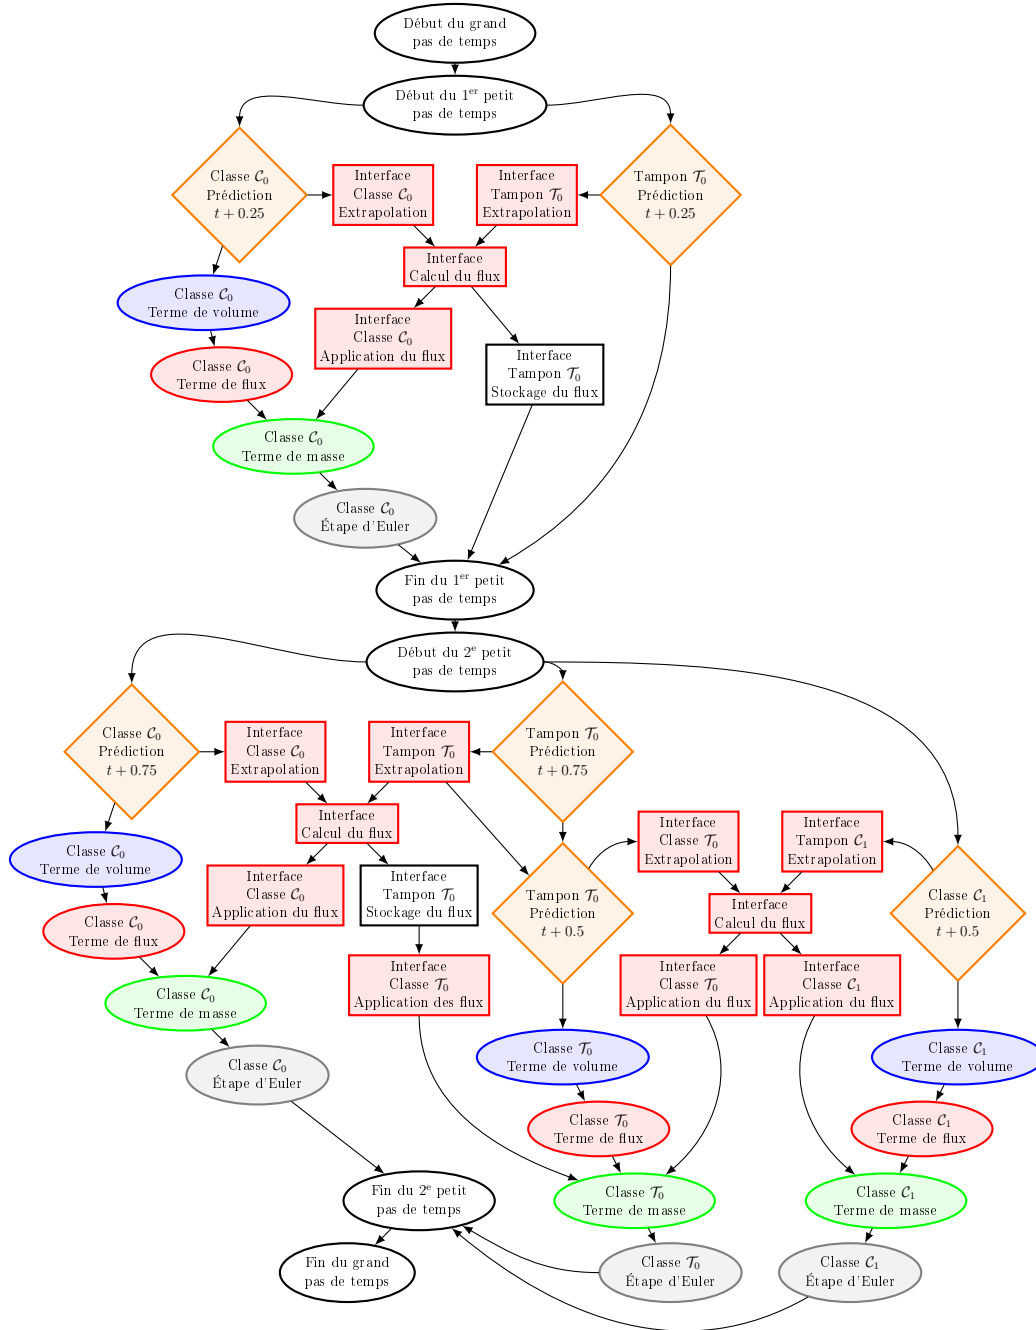 Début du grand
pas de temps
Début du 1er petit
pas de temps
Classe C0
Prédiction
t + 0.25
Interface
Classe C0
Extrapolation
Interface
Tampon T0
Extrapolation
Tampon T0
Prédiction
t + 0.25
Interface
Calcul du flux
Classe C0
Terme de volume
Interface
Classe C0
Application du flux
Interface
Tampon T0
Stockage du flux
Classe C0
Terme de flux
Classe C0
Terme de masse
Classe C0
Étape d'Euler
Fin du 1er petit
pas de temps
Début du 2e petit
pas de temps
Classe C0
Prédiction
t + 0.75
Interface
Classe C0
Extrapolation
Interface
Tampon T0
Extrapolation
Tampon T0
Prédiction
t + 0.75
Interface
Calcul du flux
Interface
Classe T0
Extrapolation
Interface
Tampon C1
Extrapolation
Classe C0
Terme de volume
Interface
Classe C0
Application du flux
Interface
Tampon T0
Stockage du flux
Tampon T0
Prédiction
t + 0.5
Interface
Calcul du flux
Classe C1
Prédiction
t + 0.5
Classe C0
Terme de flux
Interface
Classe T0
Application des flux
Interface
Classe T0
Application du flux
Interface
Classe C1
Application du flux
Classe C0
Terme de masse
Classe C0
Étape d'Euler
Classe T0
Terme de volume
Classe C1
Terme de volume
Classe T0
Terme de flux
Classe C1
Terme de flux
Fin du 2e petit
pas de temps
Classe T0
Terme de masse
Classe C1
Terme de masse
Fin du grand
pas de temps
Classe T0
Étape d'Euler
Classe C1
Étape d'Euler